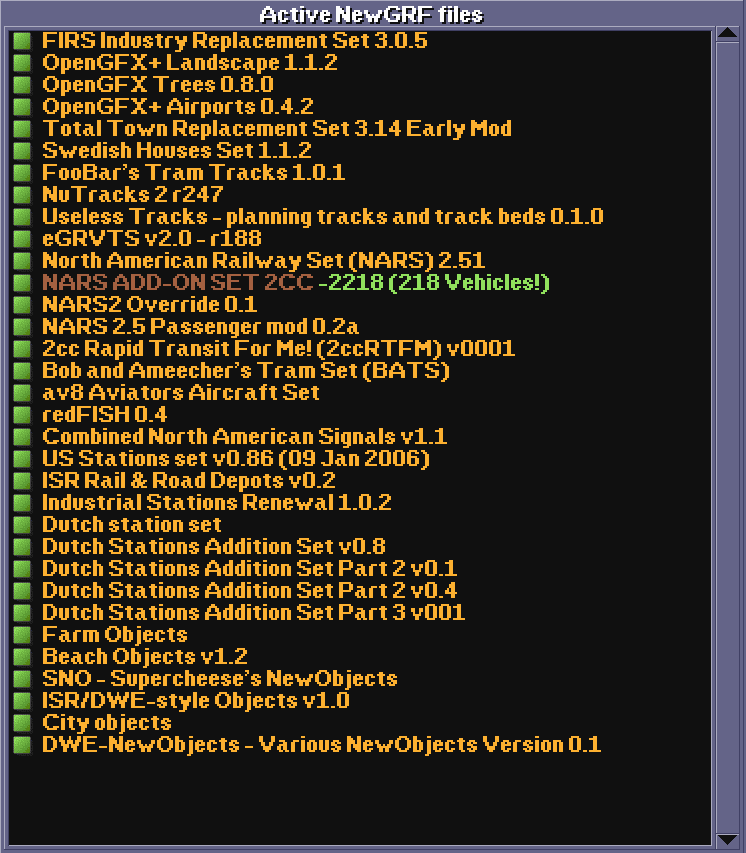 Active NewGRF files
FIRS Industry Replacement Set 3.0.5
OpenGFX+ Landscape 1.1.2
OpenGFX Trees 0.8.0
OpenGFX+ Airports 0.4.2
Total Town Replacement Set 3.14 Early Mod
Swedish Houses Set 1.1.2
FooBar's Tram Tracks 1.0.1
NuTracks 2 r247
Useless Tracks - planning tracks and track beds 0.1.0
eGRVTS v2.0 - r188
North American Railway Set (NARS) 2.51
NARS ADD-ON SET 2CC -2218 (218 Vehicles!)
NARS2 Override 0.1
NARS 2.5 Passenger mod 0.2a
2cc Rapid Transit For Me! (2ccRTFM) v0001
Bob and Ameecher's Tram Set (BATS)
av8 Aviators Aircraft Set
redFISH 0.4
Combined North American Signals v1.1
US Stations set v0.86 (09 Jan 2006)
ISR Rail & Road Depots v0.2
Industrial Stations Renewal 1.0.2
Dutch station set
Dutch Stations Addition Set v0.8
Dutch Stations Addition Set Part 2 v0.1
Dutch Stations Addition Set Part 2 v0.4
Dutch Stations Addition Set Part 3 v001
Farm Objects
Beach Objects v1.2
SNO - Supercheese's NewObjects
ISR/DWE-style Objects v1.0
City objects
DWE-NewObjects - Various NewObjects Version 0.1